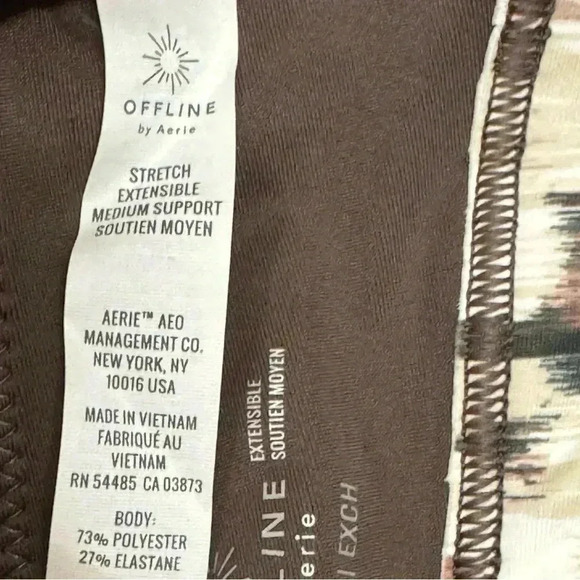 OFFLINE
by Aerie
STRETCH
EXTENSIBLE
MEDIUM SUPPORT
SOUTIEN MOYEN
AERIE™ AEO
MANAGEMENT CO.
NEW YORK, NY
10016 USA
MADE IN VIETNAM
FABRIQUÉ AU
VIETNAM
RN 54485 CA 03873
BODY:
73% POLYESTER
27% ELASTANE
EXTENSIBLE
SOUTIEN MOYEN
INE
erie
EXCH